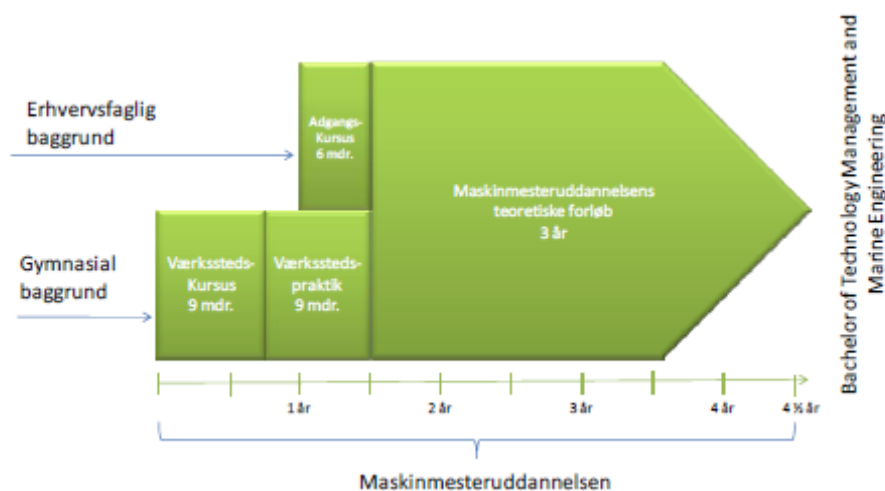 Erhvervsfaglig
baggrund
Adgangs-
Kursus
6 mdr.
Maskinmesteruddannelsens
teoretiske forløb
3 år
Gymnasial
baggrund
Værkssteds-
Kursus
9 mdr.
Værkssteds-
praktik
9 mdr.
Bachelor of Technology Management and
Marine Engineering
1 år
2 år
3 år
4 år
4 ½ år
Maskinmesteruddannelsen